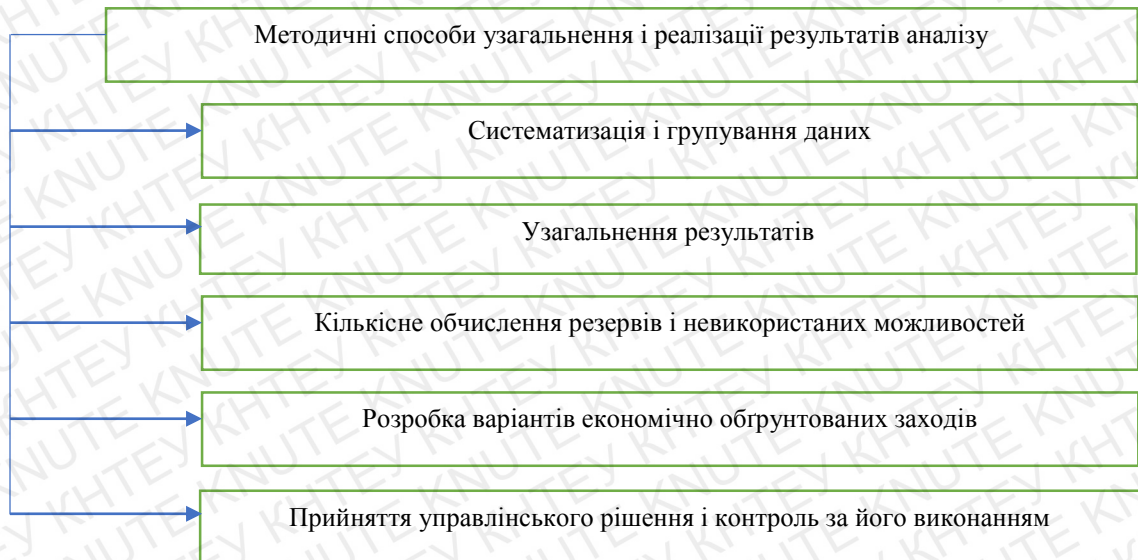 Методичні способи узагальнення і реалізації результатів аналізу
Систематизація і групування даних
Узагальнення результатів
Кількісне обчислення резервів і невикористаних можливостей
Розробка варіантів економічно обґрунтованих заходів
Прийняття управлінського рішення і контроль за його виконанням